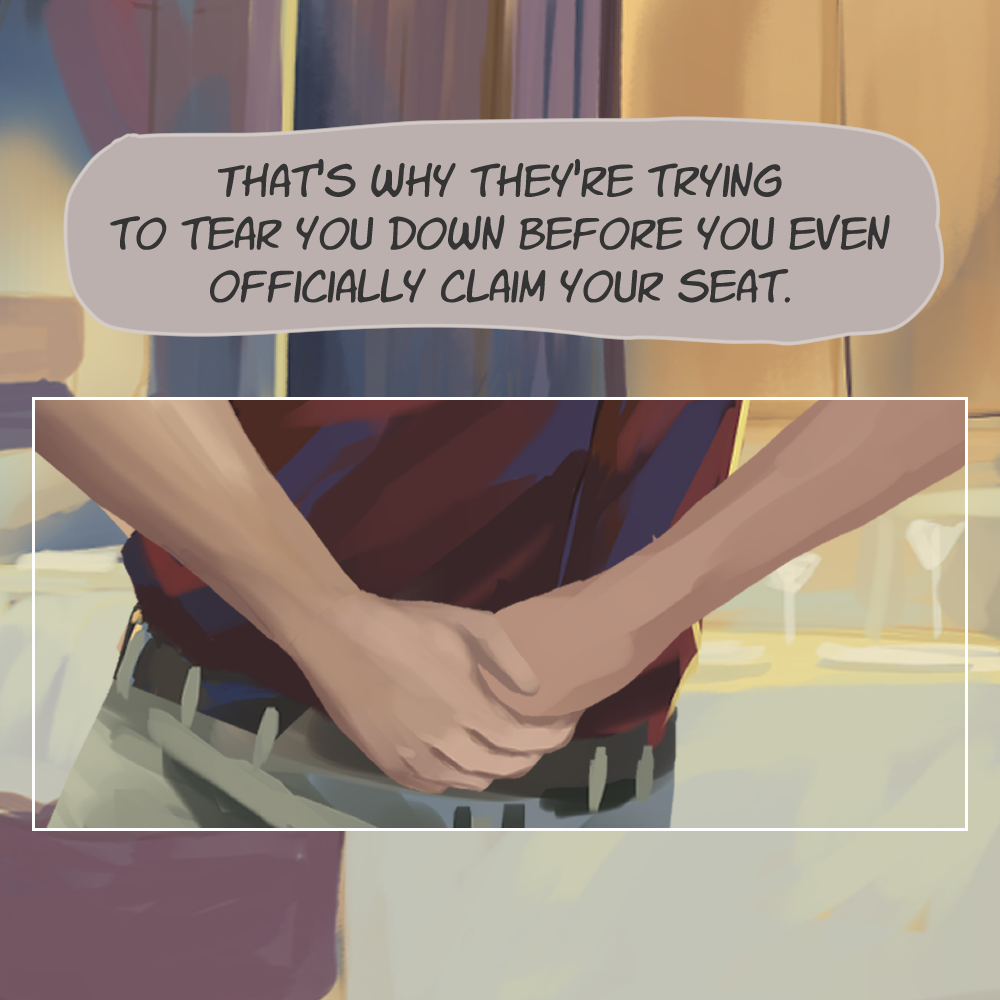 THAT'S WHY THEY'RE TRYING
TO TEAR YOU DOWN BEFORE YOU EVEN
OFFICIALLY CLAIM YOUR SEAT.